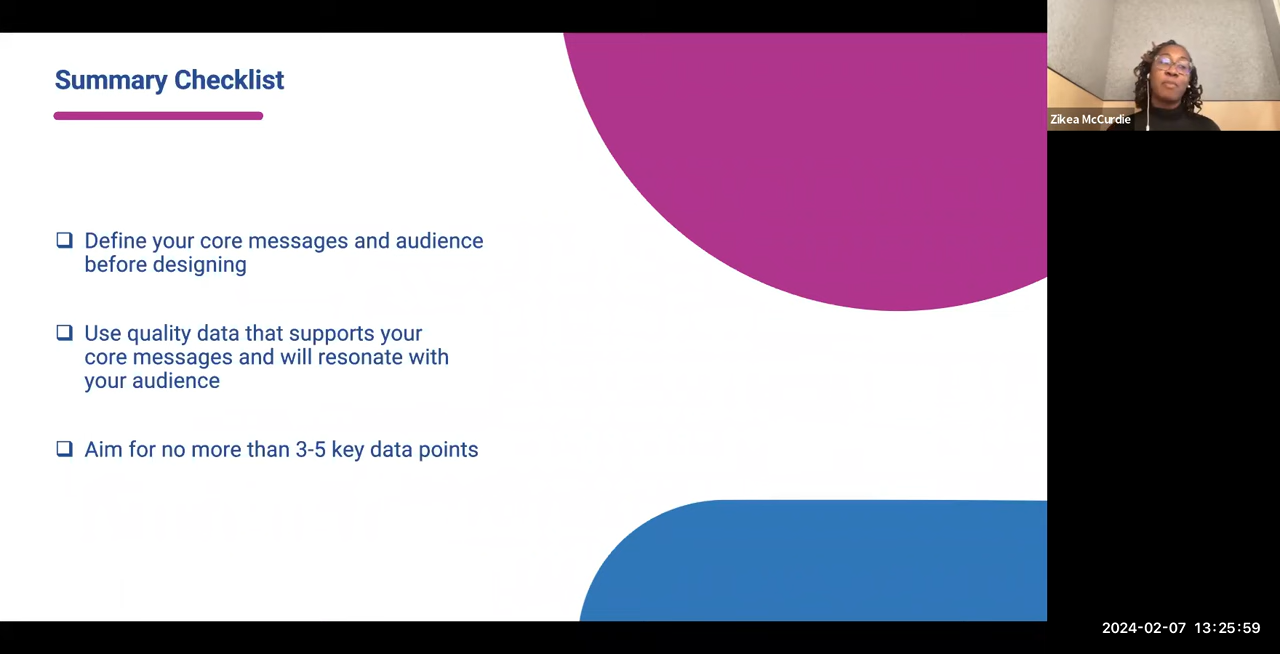 Summary Checklist
❑ Define your core messages and audience
before designing
❑ Use quality data that supports your
core messages and will resonate with
your audience
❑ Aim for no more than 3-5 key data points
Zikea McCurdie
2024-02-07 13:25:59